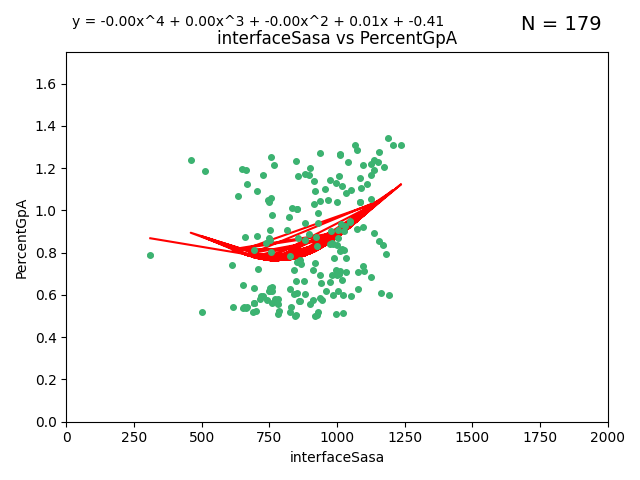 y = -0.00x^4 + 0.00x^3 + -0.00x^2 + 0.01x + -0.41
N = 179
interfaceSasa vs PercentGpA
1.6
1.4
1.2
1.0
0.8
0.6
0.4
0.2
0.0
PercentGpA
0 250 500 750 1000 1250 1500 1750 2000
interfaceSasa